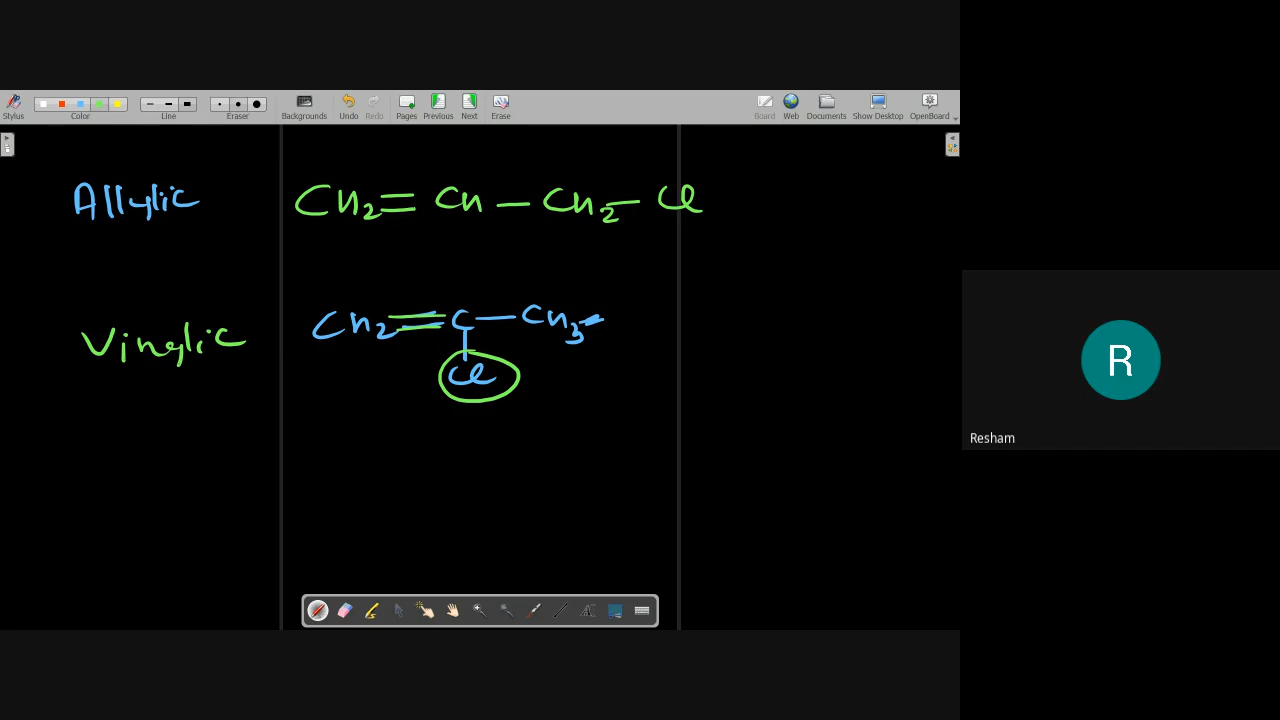 Stylus Color Line Eraser Backgrounds Undo Redo Pages Previous Next Erase Board Web Documents Show Desktop OpenBoard
Allylic CH2 = CH — CH2 — Cl
Vinylic CH2 = C — CH3
Cl
R
Resham